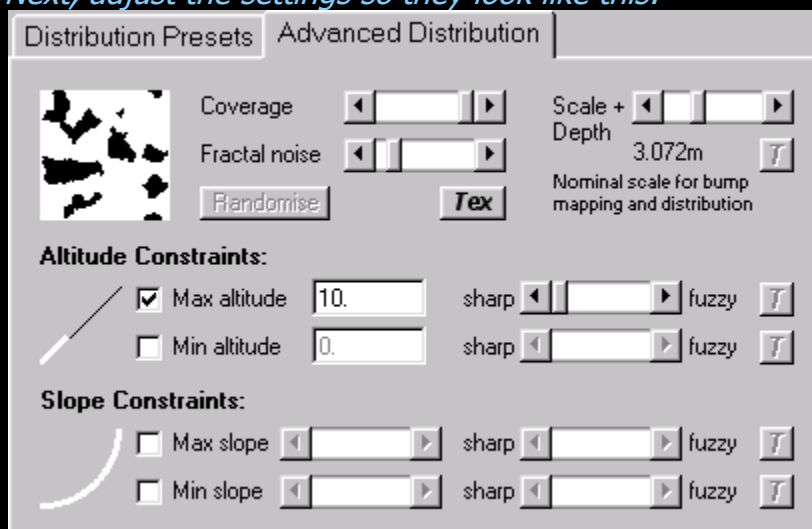 Next, adjust the settings so they look like this:
Distribution Presets Advanced Distribution
Coverage
Scale + Depth
Fractal noise
3.072m
T
Randomise
Tex
Nominal scale for bump
mapping and distribution
Altitude Constraints:
Max altitude 10. sharp fuzzy T
Min altitude 0. sharp fuzzy T
Slope Constraints:
Max slope sharp fuzzy T
Min slope sharp fuzzy T